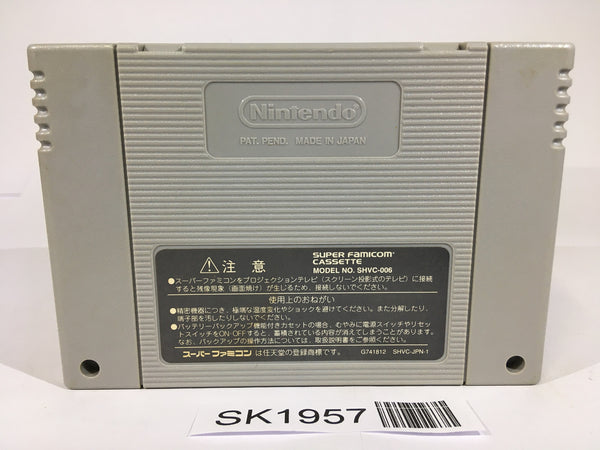 Nintendo
PAT. PEND. MADE IN JAPAN
⚠注意
SUPER FAMICOM
CASSETTE
MODEL NO. SHVC-006
●スーパーファミコンをプロジェクションテレビ(スクリーン投影式のテレビ)に接続
すると残像現象(画面焼け)が生じるため、接続しないでください。
使用上のおねがい
●精密機器につき、極端な温度変化やショックを避けてください。また分解したり、
端子部を汚したりしないでください。
●バッテリーバックアップ機能付きカセットの場合、むやみに電源スイッチやリセッ
トスイッチをON・OFFすると、蓄積されている内容が消えてしまうことがあります。
なお、バックアップの操作方法については、取扱説明書をご参照ください。
スーパーファミコン は任天堂の登録商標です。 G741812 SHVC-JPN-1
SK1957